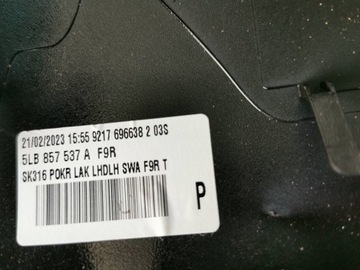 21/02/2023 15:55 9217 696638 2 03S
5LB 857 537 A F9R
SK316 POKR LAK LHDLH SWA F9R T
P